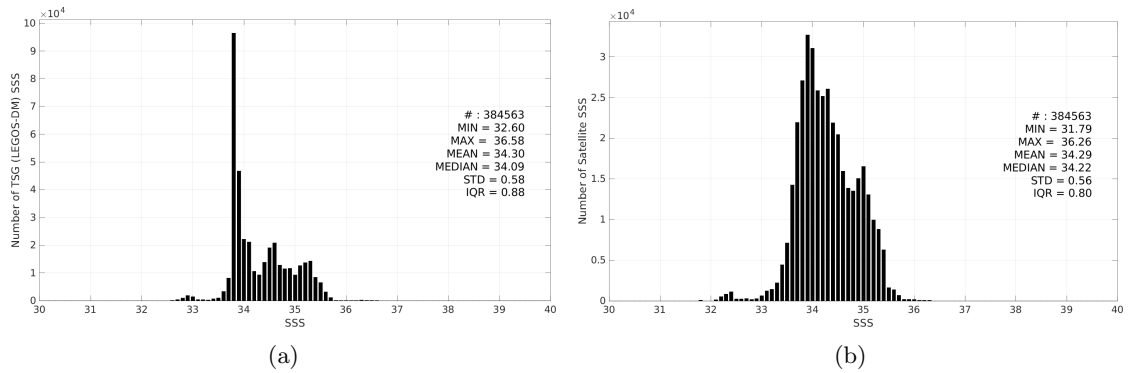 ×10⁴
10
9
8
7
6
5
4
3
2
1
0
Number of TSG (LEGOS-DM) SSS
# : 384563
MIN = 32.60
MAX = 36.58
MEAN = 34.30
MEDIAN = 34.09
STD = 0.58
IQR = 0.88
30 31 32 33 34 35 36 37 38 39 40
SSS
(a)
×10⁴
3
2.5
2
1.5
1
0.5
0
Number of Satellite SSS
# : 384563
MIN = 31.79
MAX = 36.26
MEAN = 34.29
MEDIAN = 34.22
STD = 0.56
IQR = 0.80
30 31 32 33 34 35 36 37 38 39 40
SSS
(b)